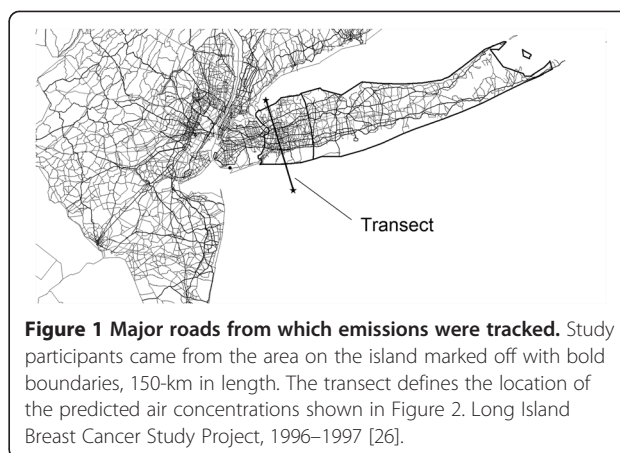 Transect
Figure 1 Major roads from which emissions were tracked. Study
participants came from the area on the island marked off with bold
boundaries, 150-km in length. The transect defines the location of
the predicted air concentrations shown in Figure 2. Long Island
Breast Cancer Study Project, 1996–1997 [26].